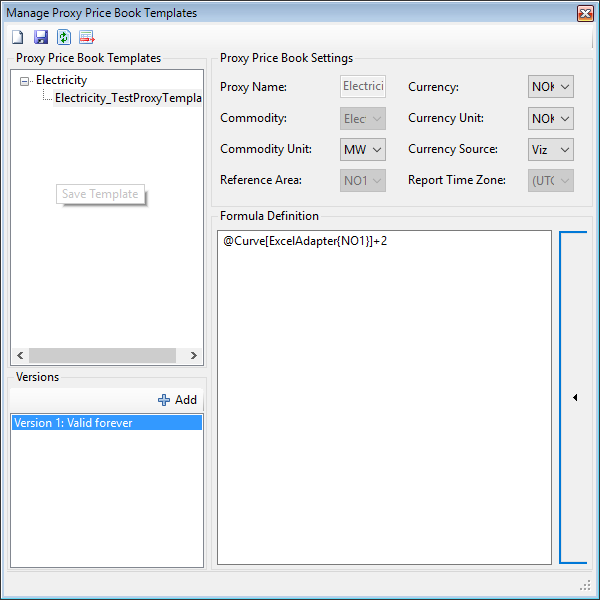 Manage Proxy Price Book Templates
Proxy Price Book Templates
Electricity
Electricity_TestProxyTempla
Save Template
Versions
Add
Version 1: Valid forever
Proxy Price Book Settings
Proxy Name: Electrici Currency: NOK
Commodity: Elect Currency Unit: NOK
Commodity Unit: MW Currency Source: Viz
Reference Area: NO1 Report Time Zone: (UTC
Formula Definition
@Curve[ExcelAdapter{NO1}]+2